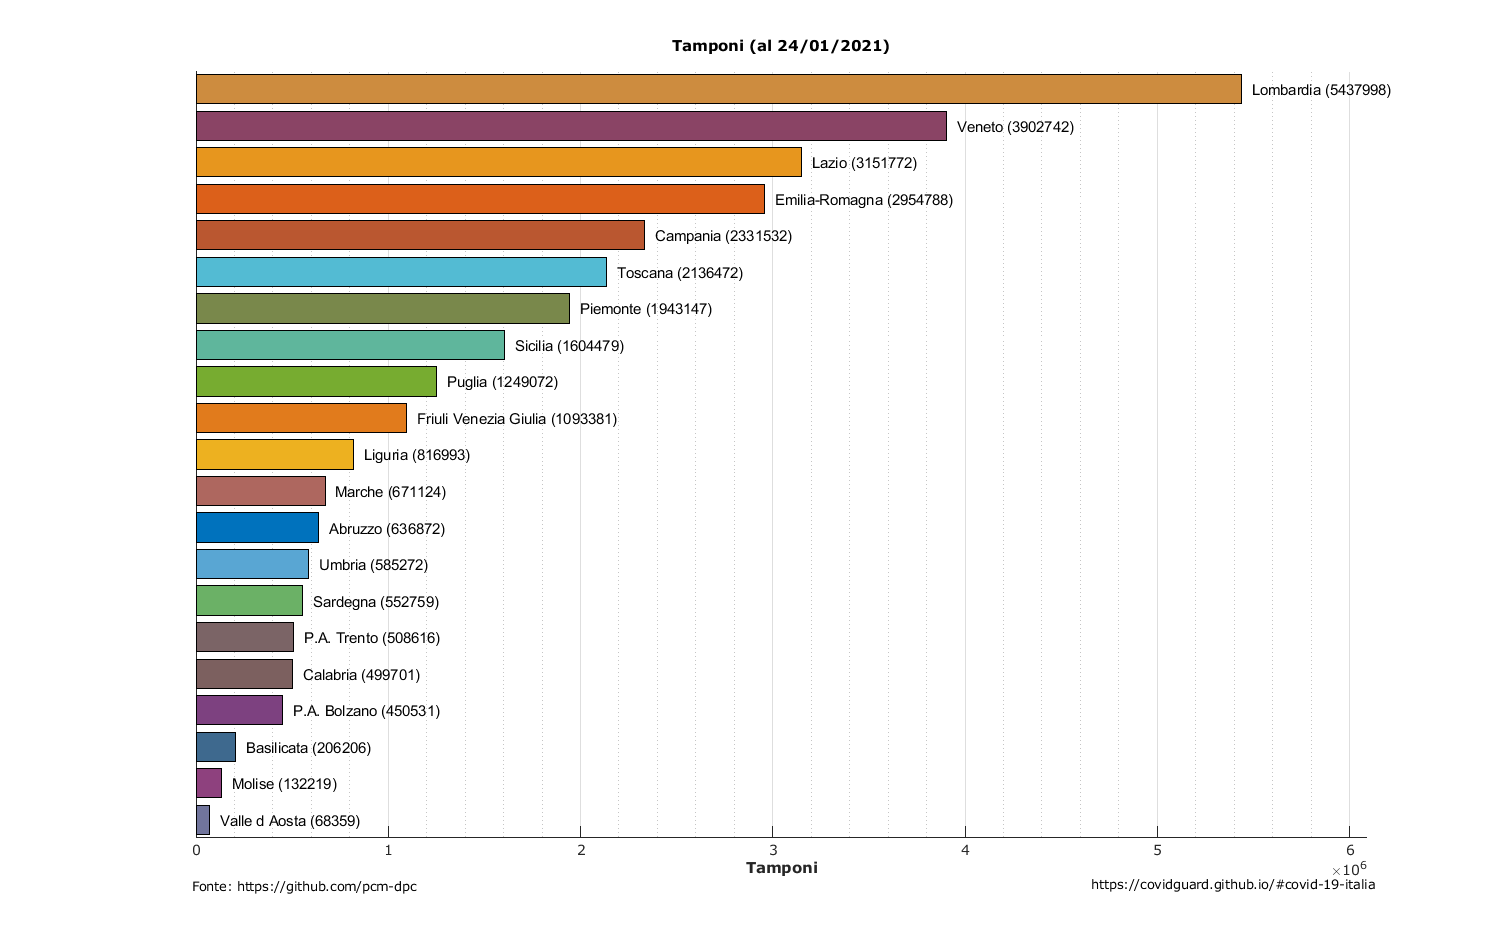 Tamponi (al 24/01/2021)
Lombardia (5437998)
Veneto (3902742)
Lazio (3151772)
Emilia-Romagna (2954788)
Campania (2331532)
Toscana (2136472)
Piemonte (1943147)
Sicilia (1604479)
Puglia (1249072)
Friuli Venezia Giulia (1093381)
Liguria (816993)
Marche (671124)
Abruzzo (636872)
Umbria (585272)
Sardegna (552759)
P.A. Trento (508616)
Calabria (499701)
P.A. Bolzano (450531)
Basilicata (206206)
Molise (132219)
Valle d Aosta (68359)
0 1 2 3 4 5 6
Tamponi
×10⁶
Fonte: https://github.com/pcm-dpc
https://covidguard.github.io/#covid-19-italia